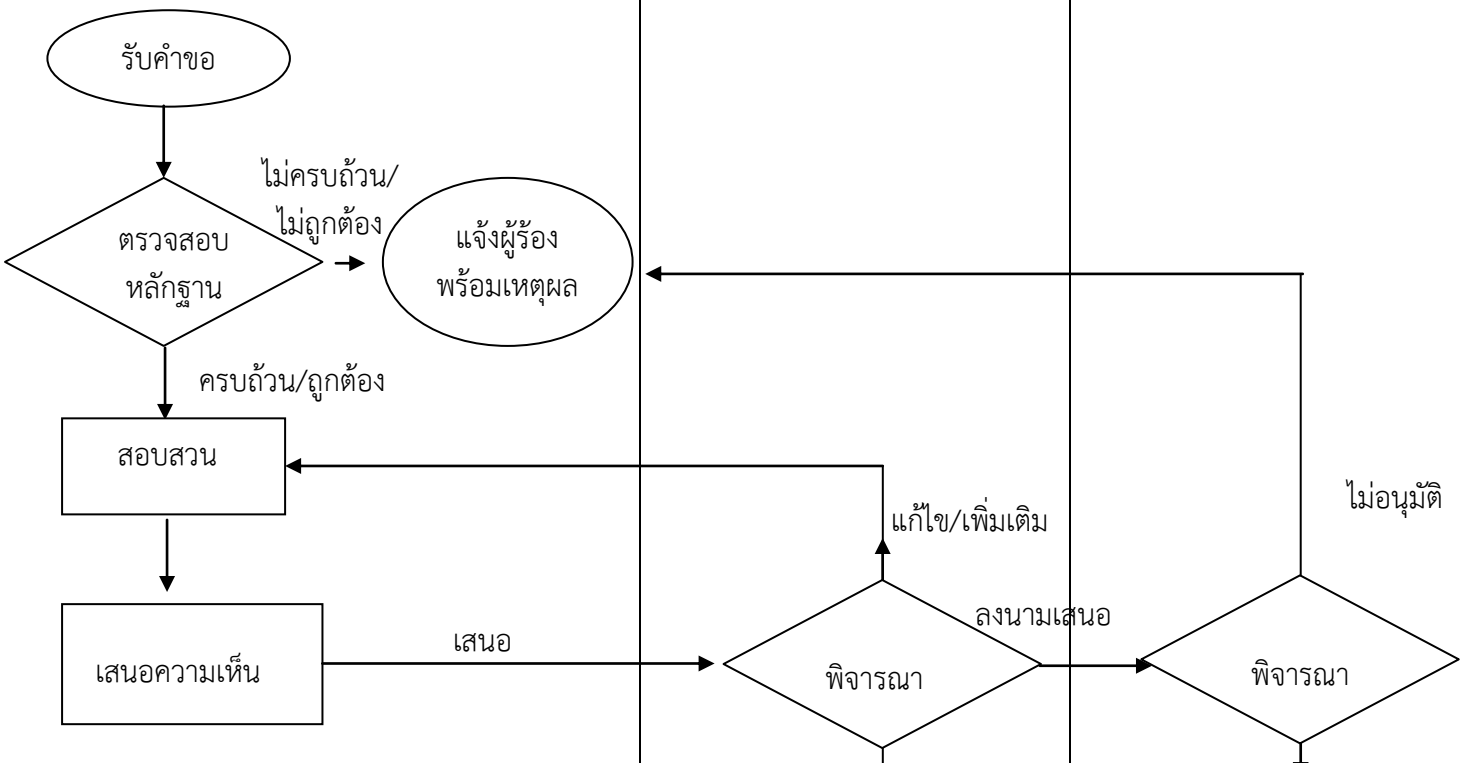 รับคำขอ
ไม่ครบถ้วน/
ไม่ถูกต้อง
ตรวจสอบ
หลักฐาน
แจ้งผู้ร้อง
พร้อมเหตุผล
ครบถ้วน/ถูกต้อง
สอบสวน
แก้ไข/เพิ่มเติม
ไม่อนุมัติ
เสนอความเห็น
เสนอ
พิจารณา
ลงนามเสนอ
พิจารณา